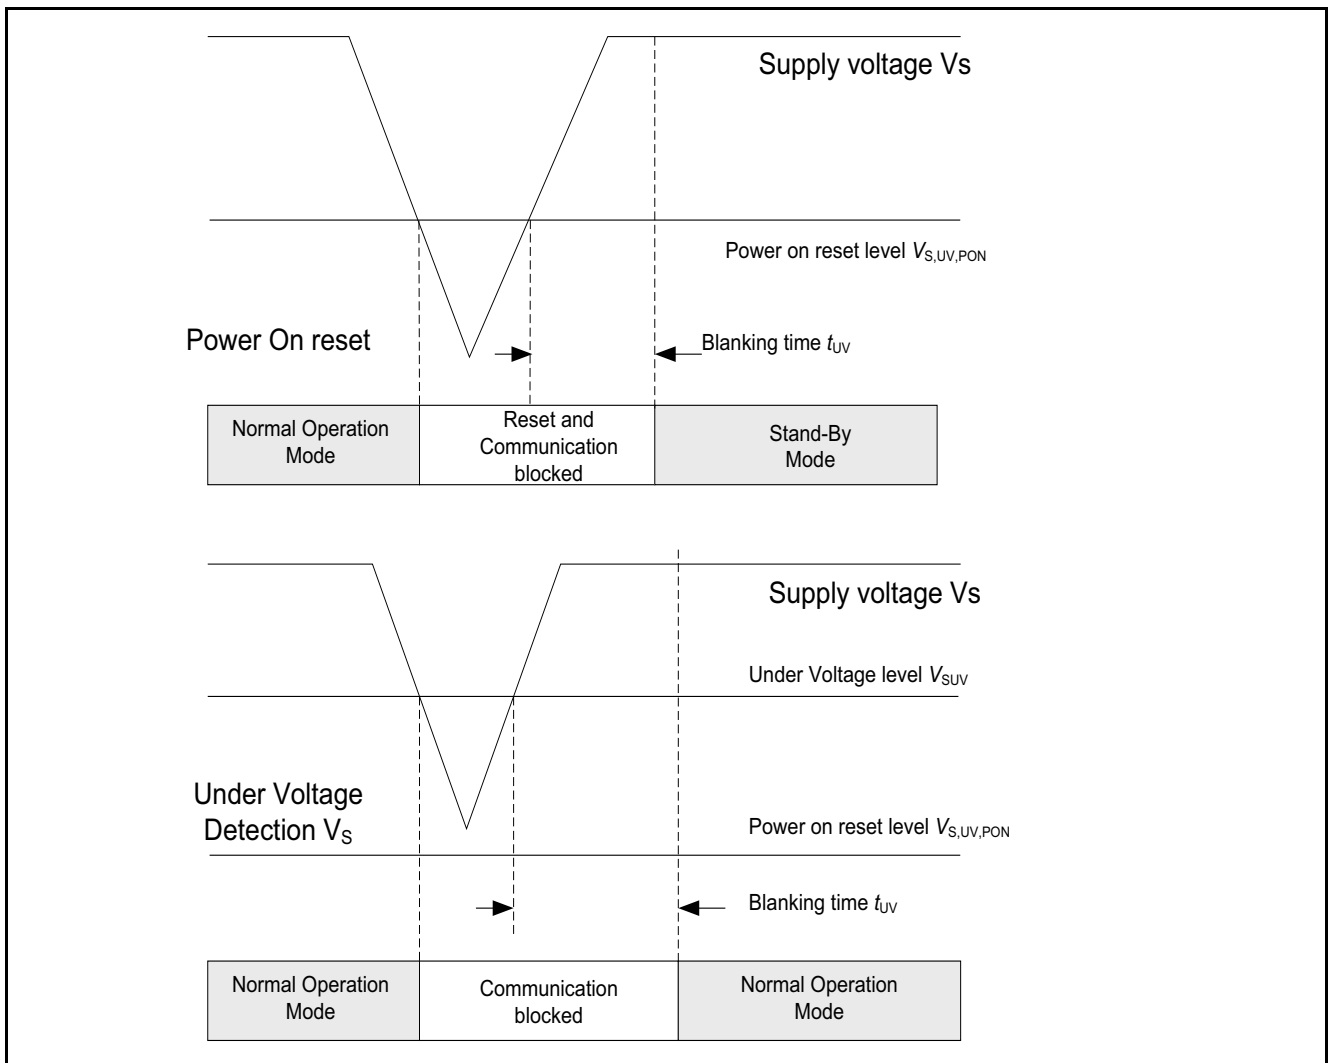 Supply voltage Vs
Power on reset level VS,UV,PON
Power On reset
Blanking time tUV
Normal Operation
Mode
Reset and
Communication
blocked
Stand-By
Mode
Supply voltage Vs
Under Voltage level VSUV
Under Voltage
Detection VS
Power on reset level VS,UV,PON
Blanking time tUV
Normal Operation
Mode
Communication
blocked
Normal Operation
Mode